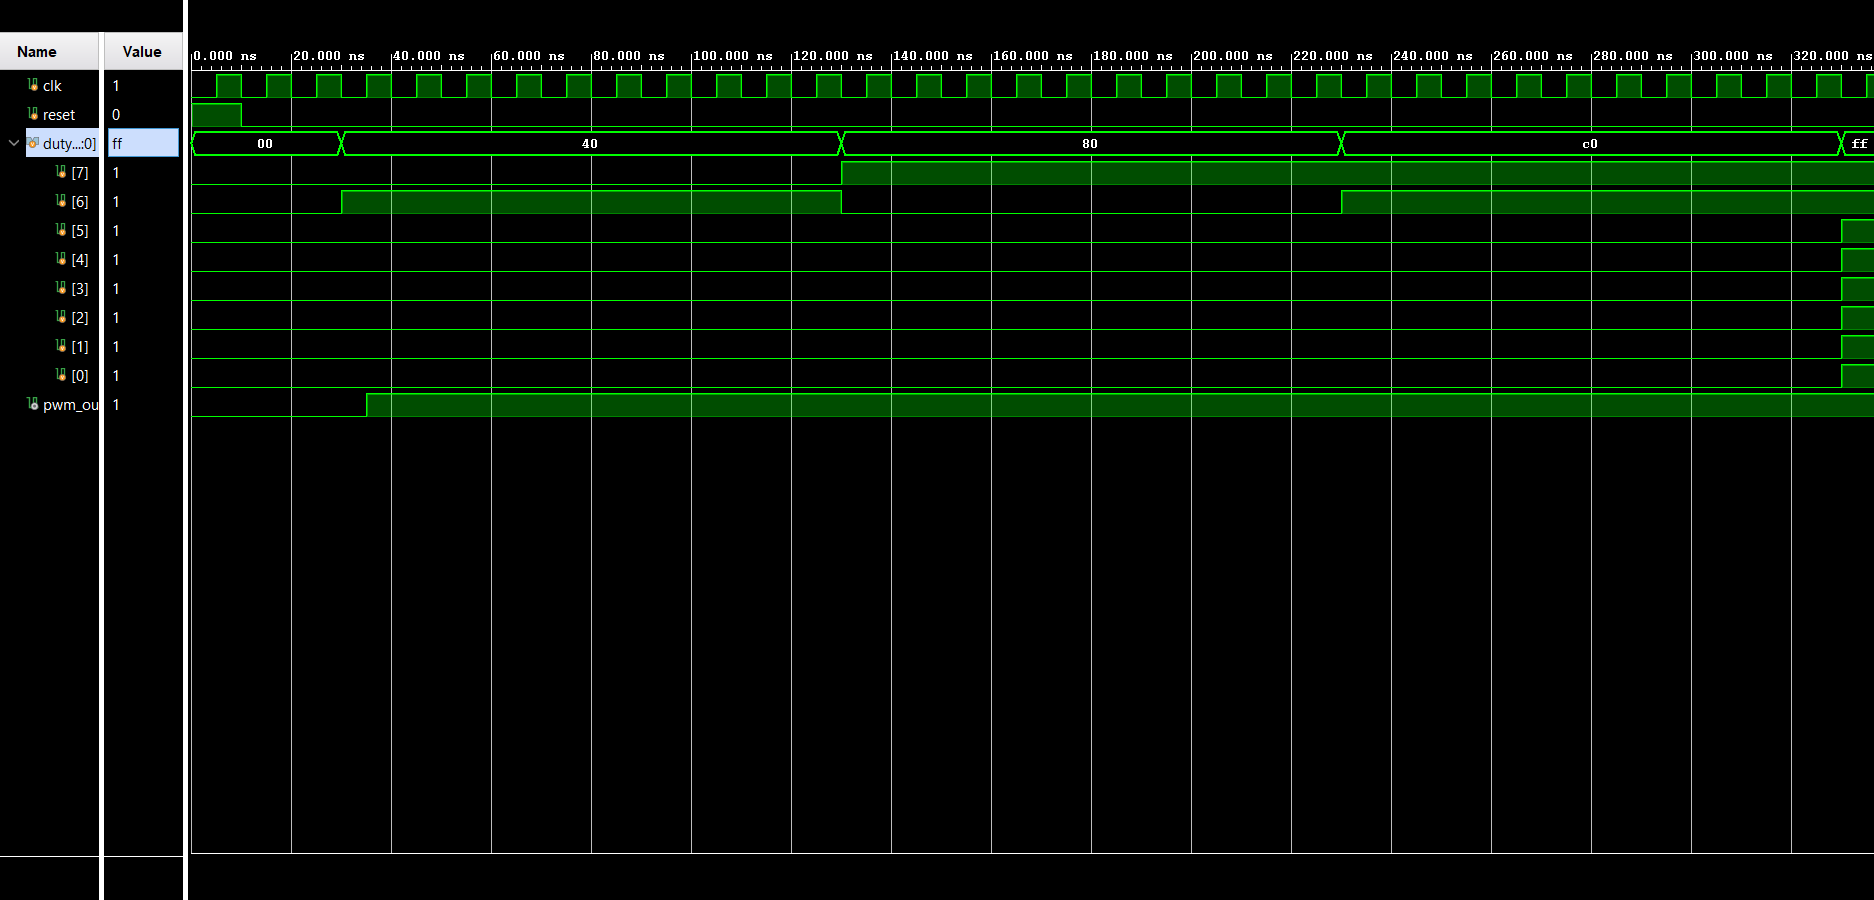 Name Value
0.000 ns 20.000 ns 40.000 ns 60.000 ns 80.000 ns 100.000 ns 120.000 ns 140.000 ns 160.000 ns 180.000 ns 200.000 ns 220.000 ns 240.000 ns 260.000 ns 280.000 ns 300.000 ns 320.000 ns
clk 1
reset 0
duty...:0] ff 00 40 80 c0 ff
[7] 1
[6] 1
[5] 1
[4] 1
[3] 1
[2] 1
[1] 1
[0] 1
pwm_ou 1